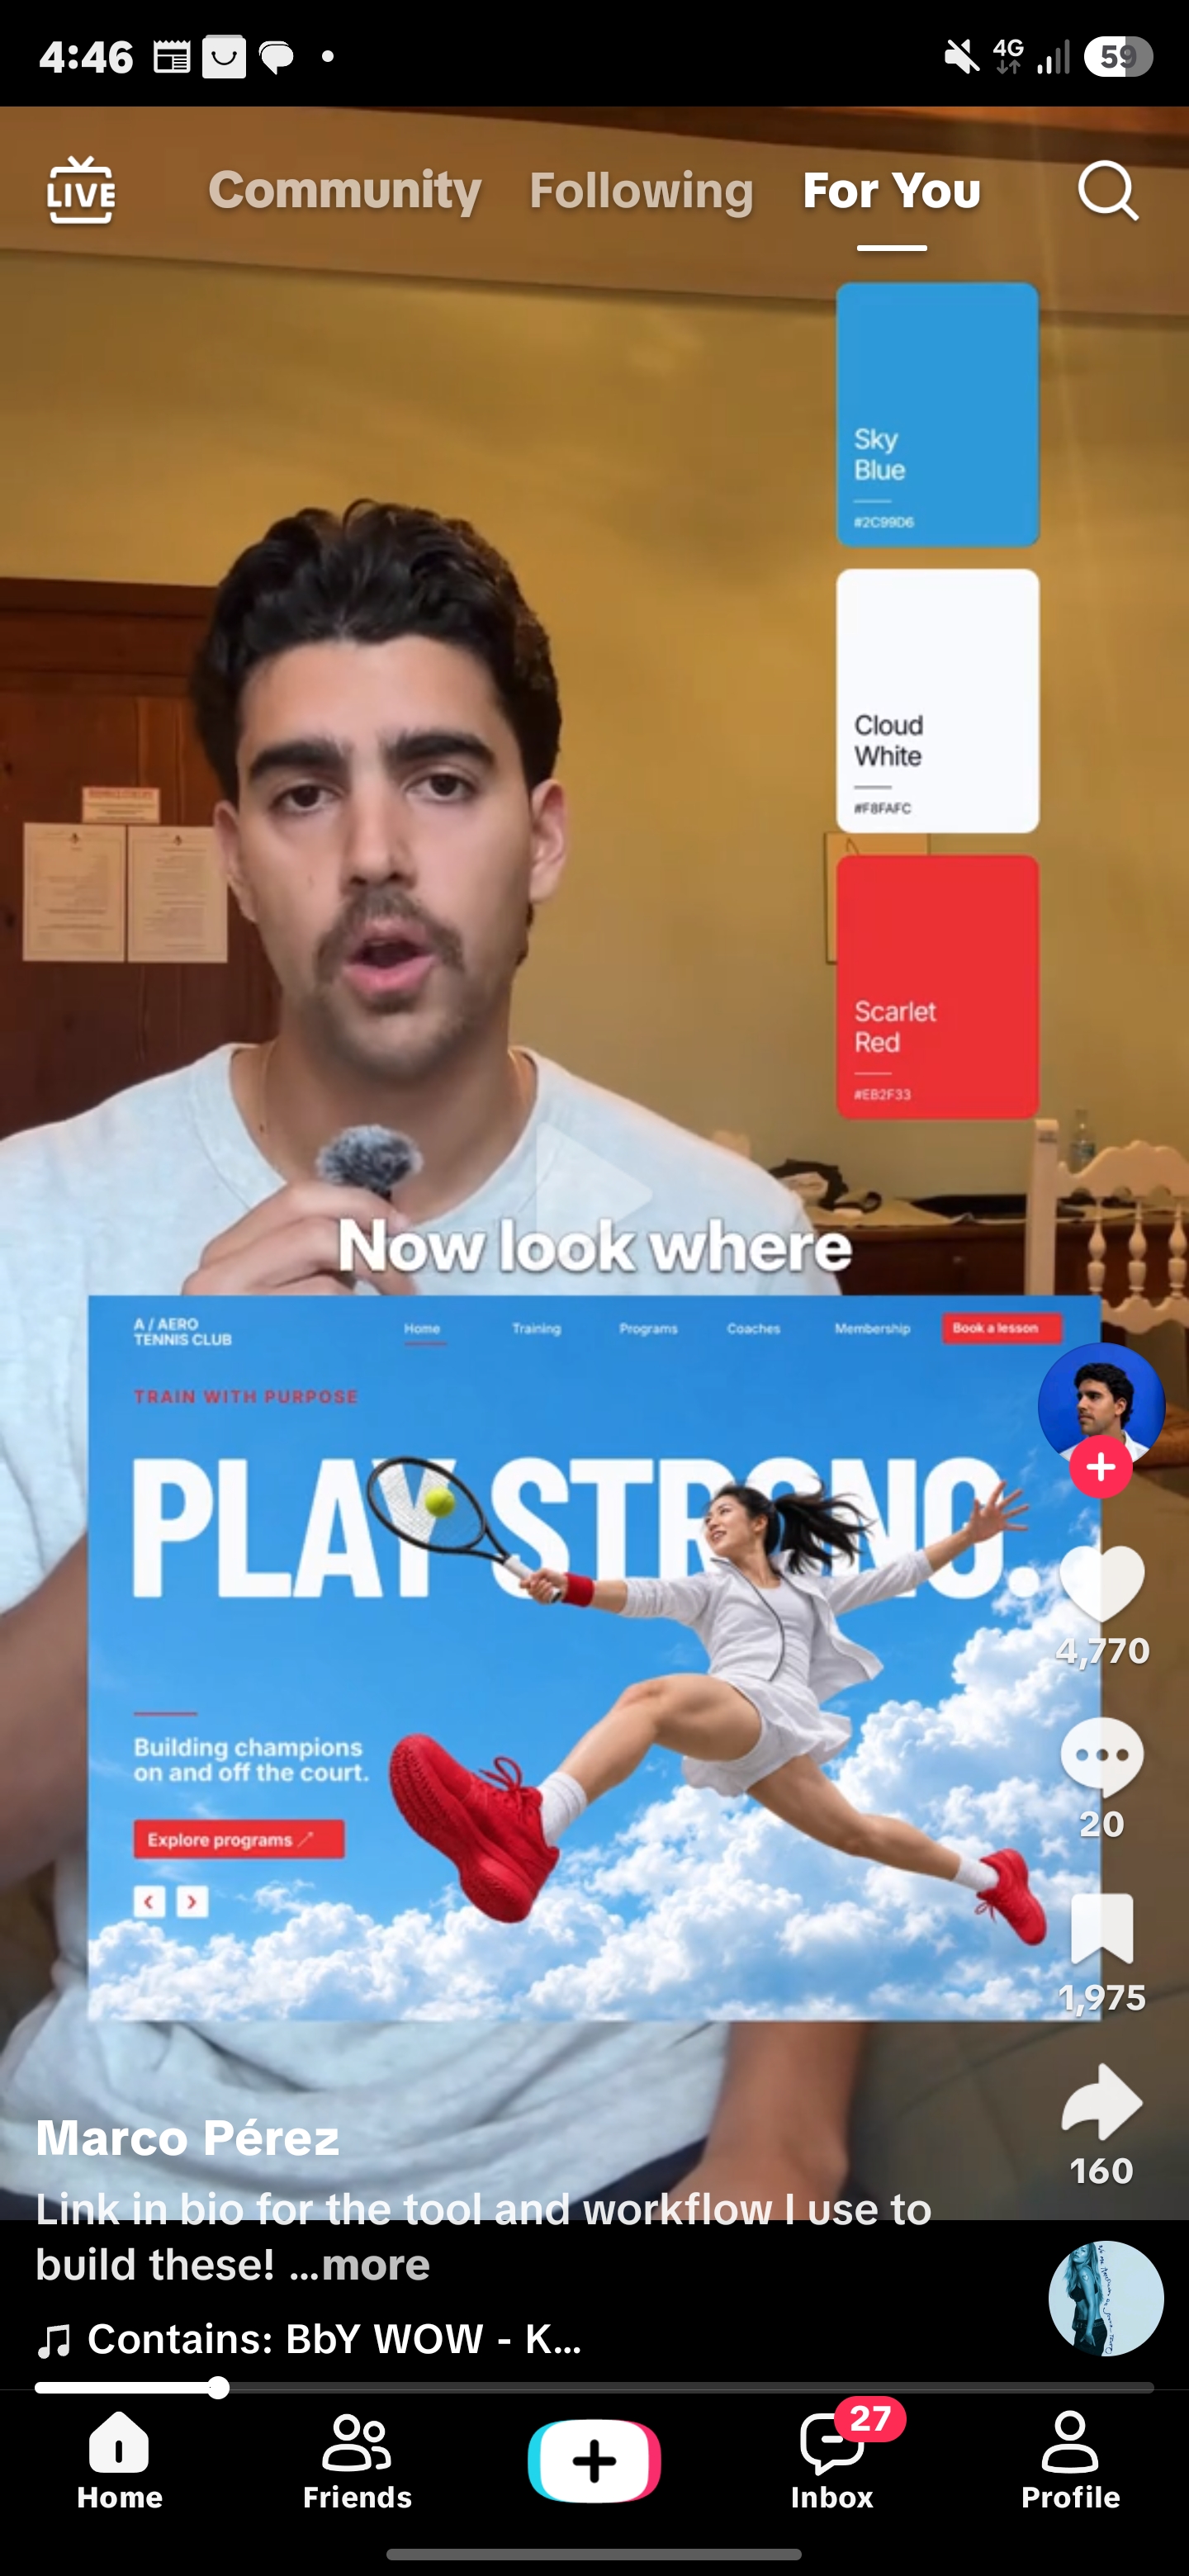 4:46
4G
59
LIVE
Community
Following
For You
Sky
Blue
#2C99D6
Cloud
White
#F8FAFC
Scarlet
Red
#EB2F33
Now look where
A / AERO
TENNIS CLUB
Home
Training
Programs
Coaches
Membership
Book a lesson
TRAIN WITH PURPOSE
PLAY STRONG.
Building champions
on and off the court.
Explore programs ↗
4,770
20
1,975
160
Marco Pérez
Link in bio for the tool and workflow I use to
build these! ...more
Contains: BbY WOW - K...
Home
Friends
27
Inbox
Profile